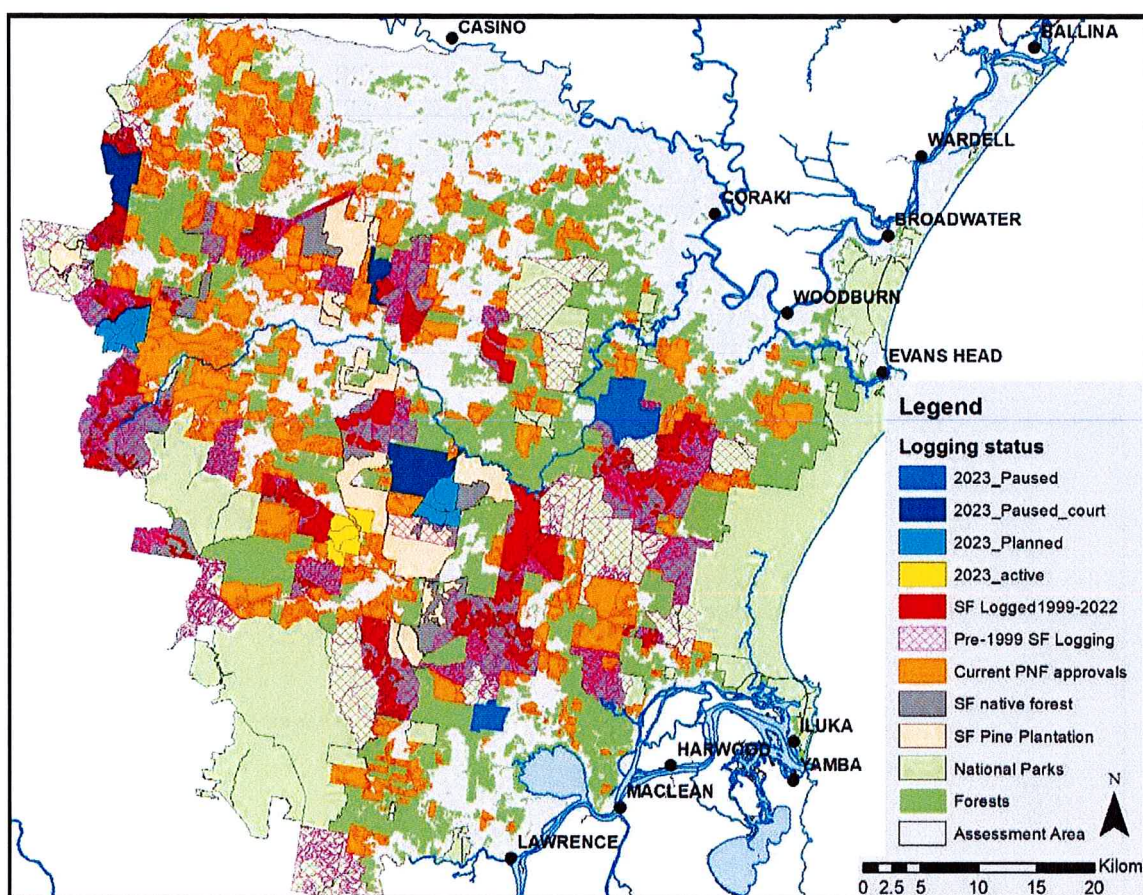 CASINO
BALLINA
WARDELL
CORAKI
BROADWATER
WOODBURN
EVANS HEAD
Legend
Logging status
2023_Paused
2023_Paused_court
2023_Planned
2023_active
SF Logged1999-2022
Pre-1999 SF Logging
Current PNF approvals
SF native forest
SF Pine Plantation
National Parks
Forests
Assessment Area
N
ILUKA
HARWOOD
YAMBA
MACLEAN
LAWRENCE
Kilom
0 2.5 5 10 15 20